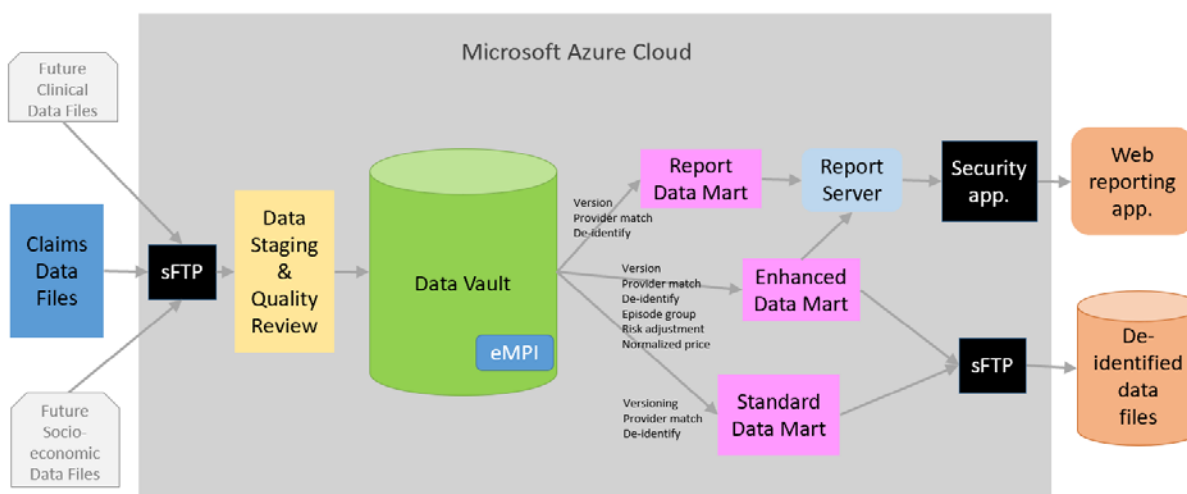 Microsoft Azure Cloud
Future
Clinical
Data Files
Claims
Data
Files
Future
Socio-
economic
Data Files
sFTP
Data
Staging
&
Quality
Review
Data Vault
eMPI
Version
Provider match
De-identify
Version
Provider match
De-identify
Episode group
Risk adjustment
Normalized price
Versioning
Provider match
De-identify
Report
Data Mart
Enhanced
Data Mart
Standard
Data Mart
Report
Server
Security
app.
sFTP
Web
reporting
app.
De-
identified
data
files